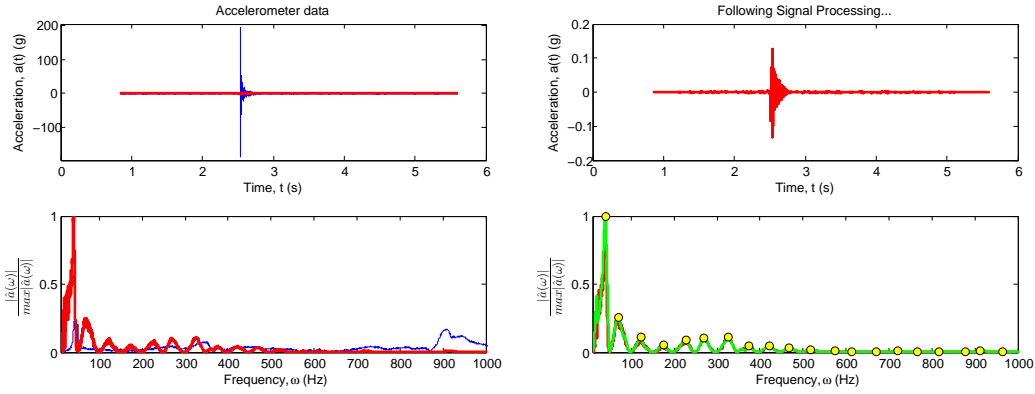 Accelerometer data
Acceleration, a(t) (g)
200
100
0
−100
0 1 2 3 4 5 6
Time, t (s)
Following Signal Processing...
Acceleration, a(t) (g)
0.2
0.1
0
−0.1
−0.2
0 1 2 3 4 5 6
Time, t (s)
|â(ω)|
max|â(ω)|
1
0.5
0
100 200 300 400 500 600 700 800 900 1000
Frequency, ω (Hz)
|â(ω)|
max|â(ω)|
1
0.5
0
100 200 300 400 500 600 700 800 900 1000
Frequency, ω (Hz)